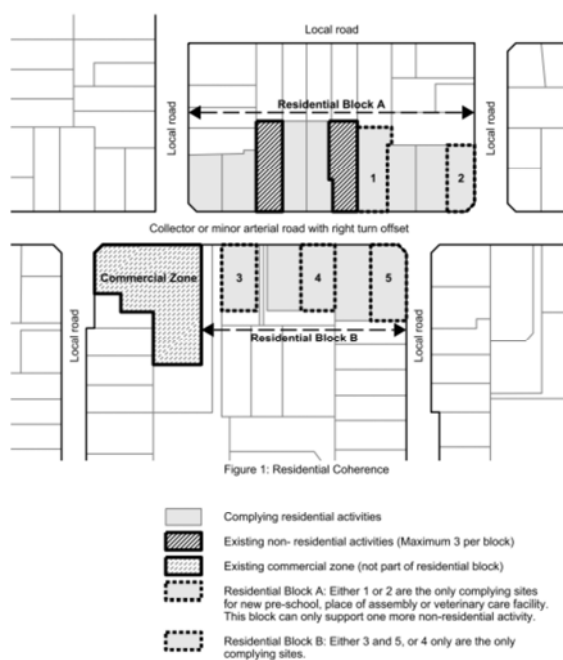 Local road
Residential Block A
Local road
Local road
1
2
Collector or minor arterial road with right turn offset
Commercial Zone
3
4
5
Local road
Residential Block B
Local road
Figure 1: Residential Coherence
Complying residential activities
Existing non- residential activities (Maximum 3 per block)
Existing commercial zone (not part of residential block)
Residential Block A: Either 1 or 2 are the only complying sites
for new pre-school, place of assembly or veterinary care facility.
This block can only support one more non-residential activity.
Residential Block B: Either 3 and 5, or 4 only are the only
complying sites.